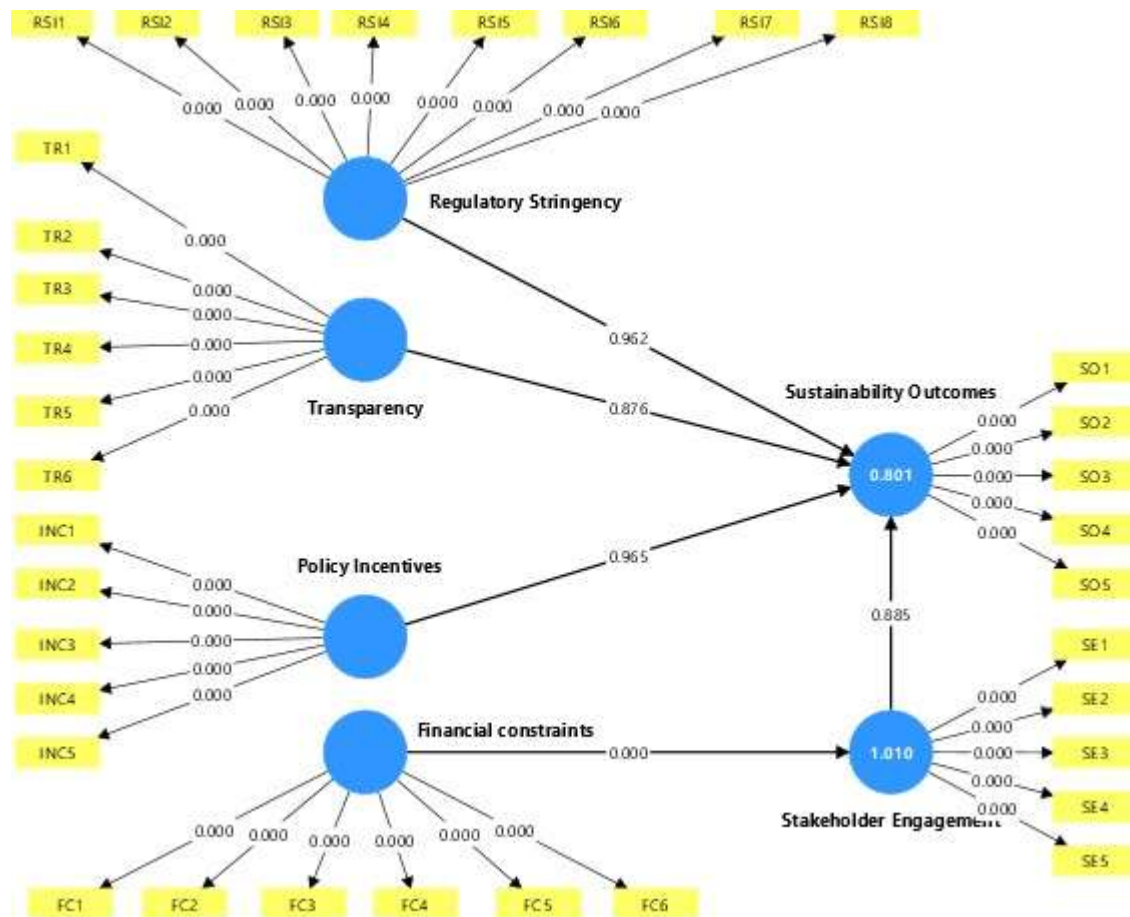 RSI1 RSI2 RSI3 RSI4 RSI5 RSI6 RSI7 RSI8
0.000 0.000 0.000 0.000 0.000 0.000 0.000 0.000
TR1
Regulatory Stringency
0.000
TR2
TR3
TR4
TR5
TR6
0.000
0.000
0.000
0.000
0.000
Transparency
0.962
0.876
Sustainability Outcomes
0.801
SO1
SO2
SO3
SO4
SO5
0.000
0.000
0.000
0.000
0.000
INC1
INC2
INC3
INC4
INC5
0.000
0.000
0.000
0.000
0.000
Policy Incentives
0.965
0.885
Financial constraints
0.000
1.010
Stakeholder Engagement
SE1
SE2
SE3
SE4
SE5
0.000
0.000
0.000
0.000
0.000
0.000 0.000 0.000 0.000 0.000 0.000
FC1 FC2 FC3 FC4 FC5 FC6